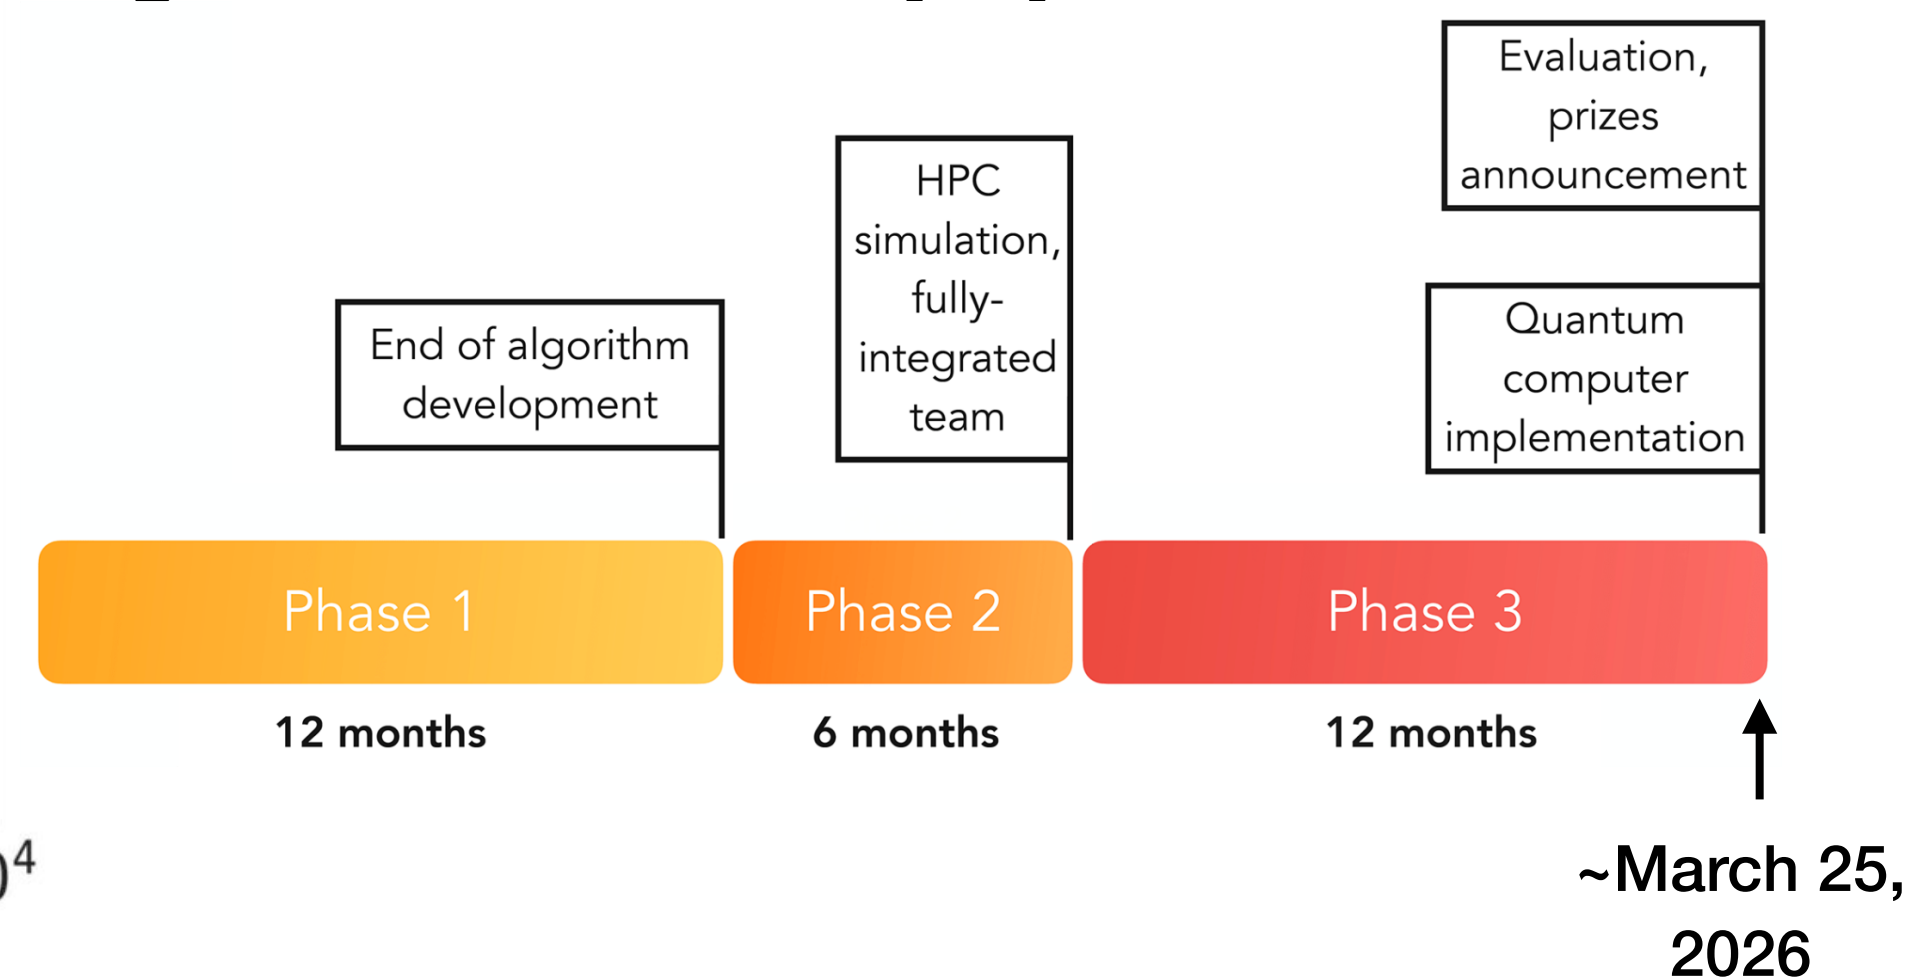 Evaluation,
prizes
announcement
HPC
simulation,
fully-
integrated
team
Quantum
computer
implementation
End of algorithm
development
Phase 1
Phase 2
Phase 3
12 months
6 months
12 months
)⁴
~March 25,
2026